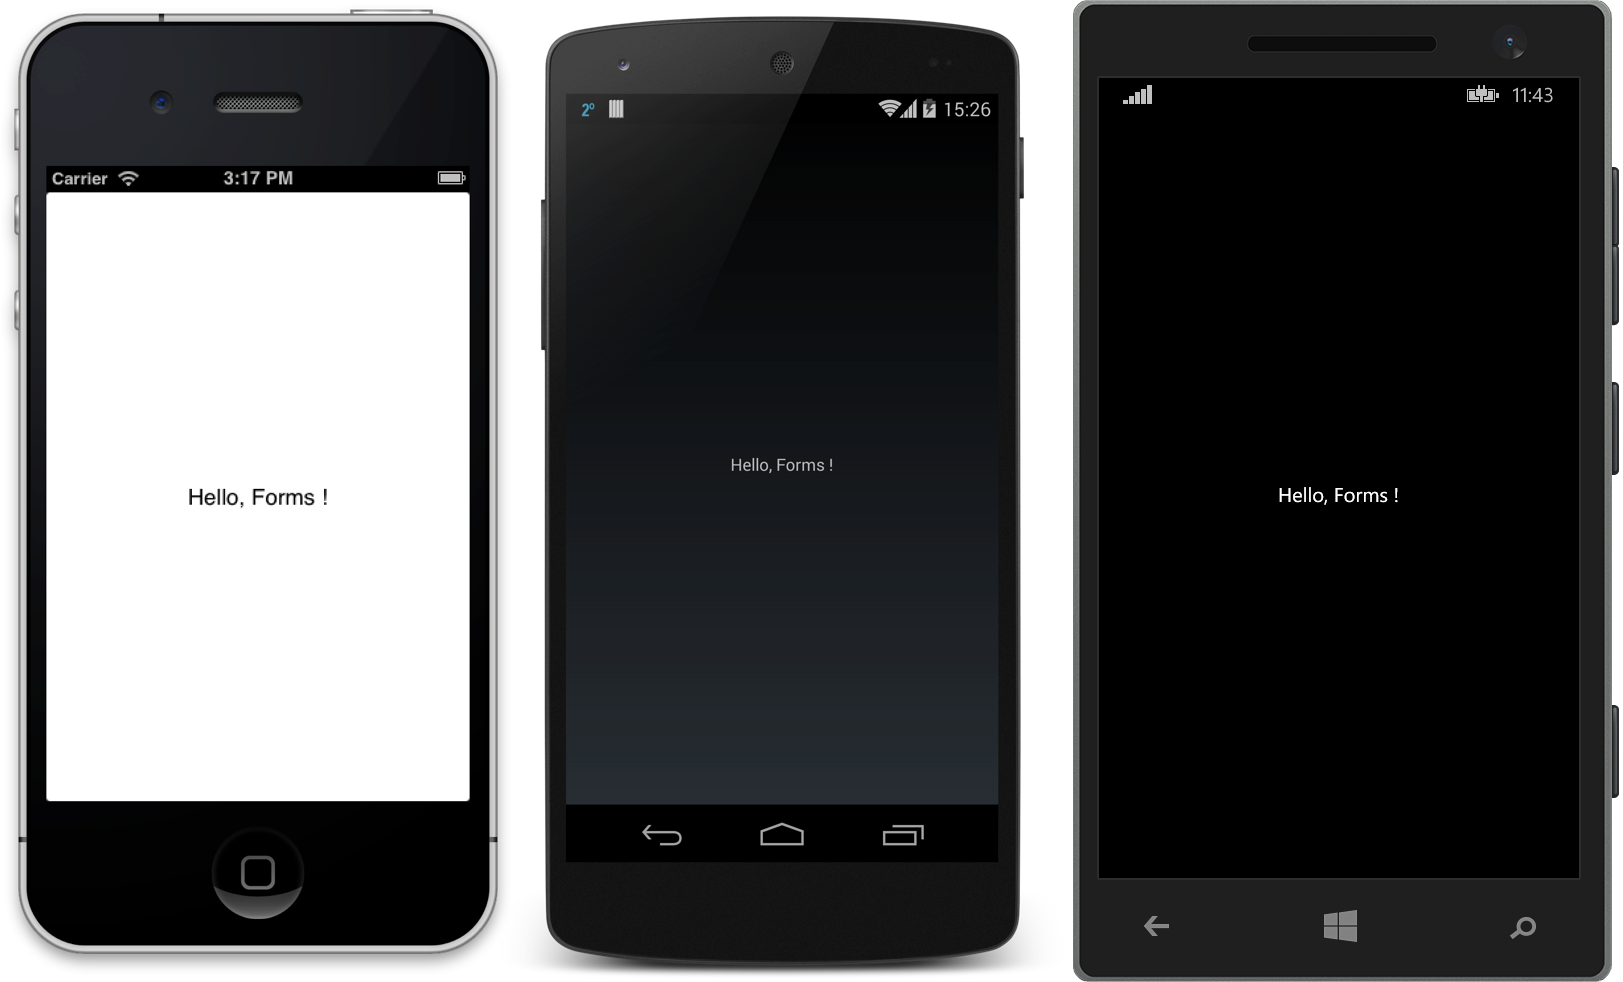 Carrier 3:17 PM
Hello, Forms !
2° 15:26
Hello, Forms !
11:43
Hello, Forms !